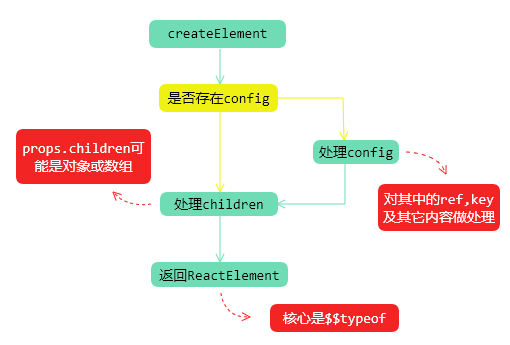 createElement
是否存在config
props.children可
能是对象或数组
处理config
处理children
对其中的ref,key
及其它内容做处理
返回ReactElement
核心是$$typeof